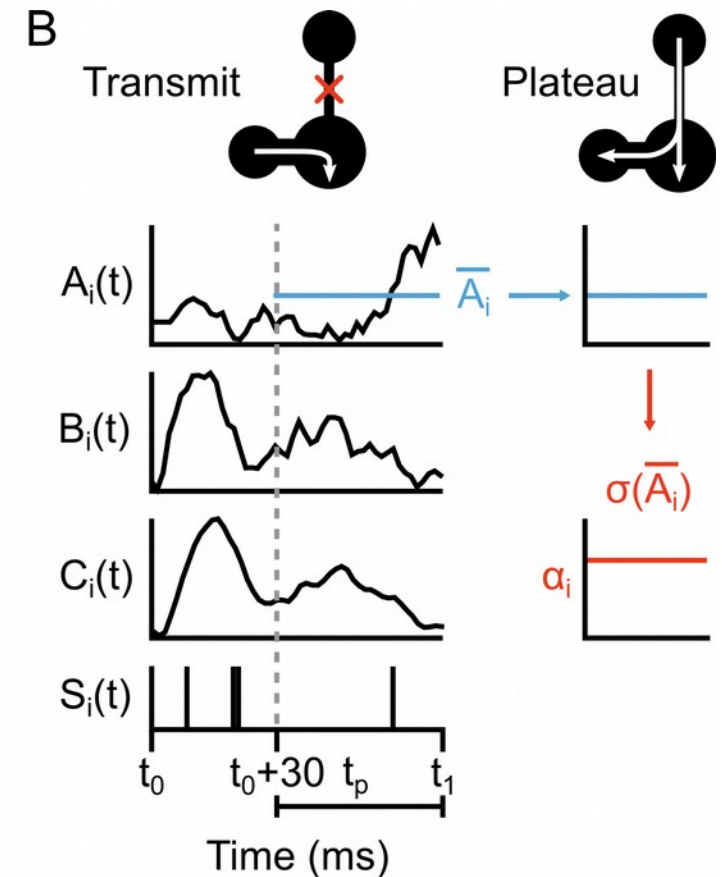 B
Transmit
Plateau
Aᵢ(t)
A̅ᵢ
Bᵢ(t)
σ(A̅ᵢ)
Cᵢ(t)
αᵢ
Sᵢ(t)
t₀ t₀+30 tₚ t₁
Time (ms)